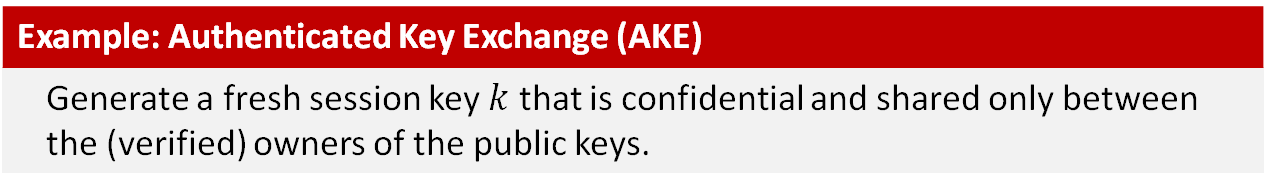 Example: Authenticated Key Exchange (AKE)
Generate a fresh session key k that is confidential and shared only between
the (verified) owners of the public keys.